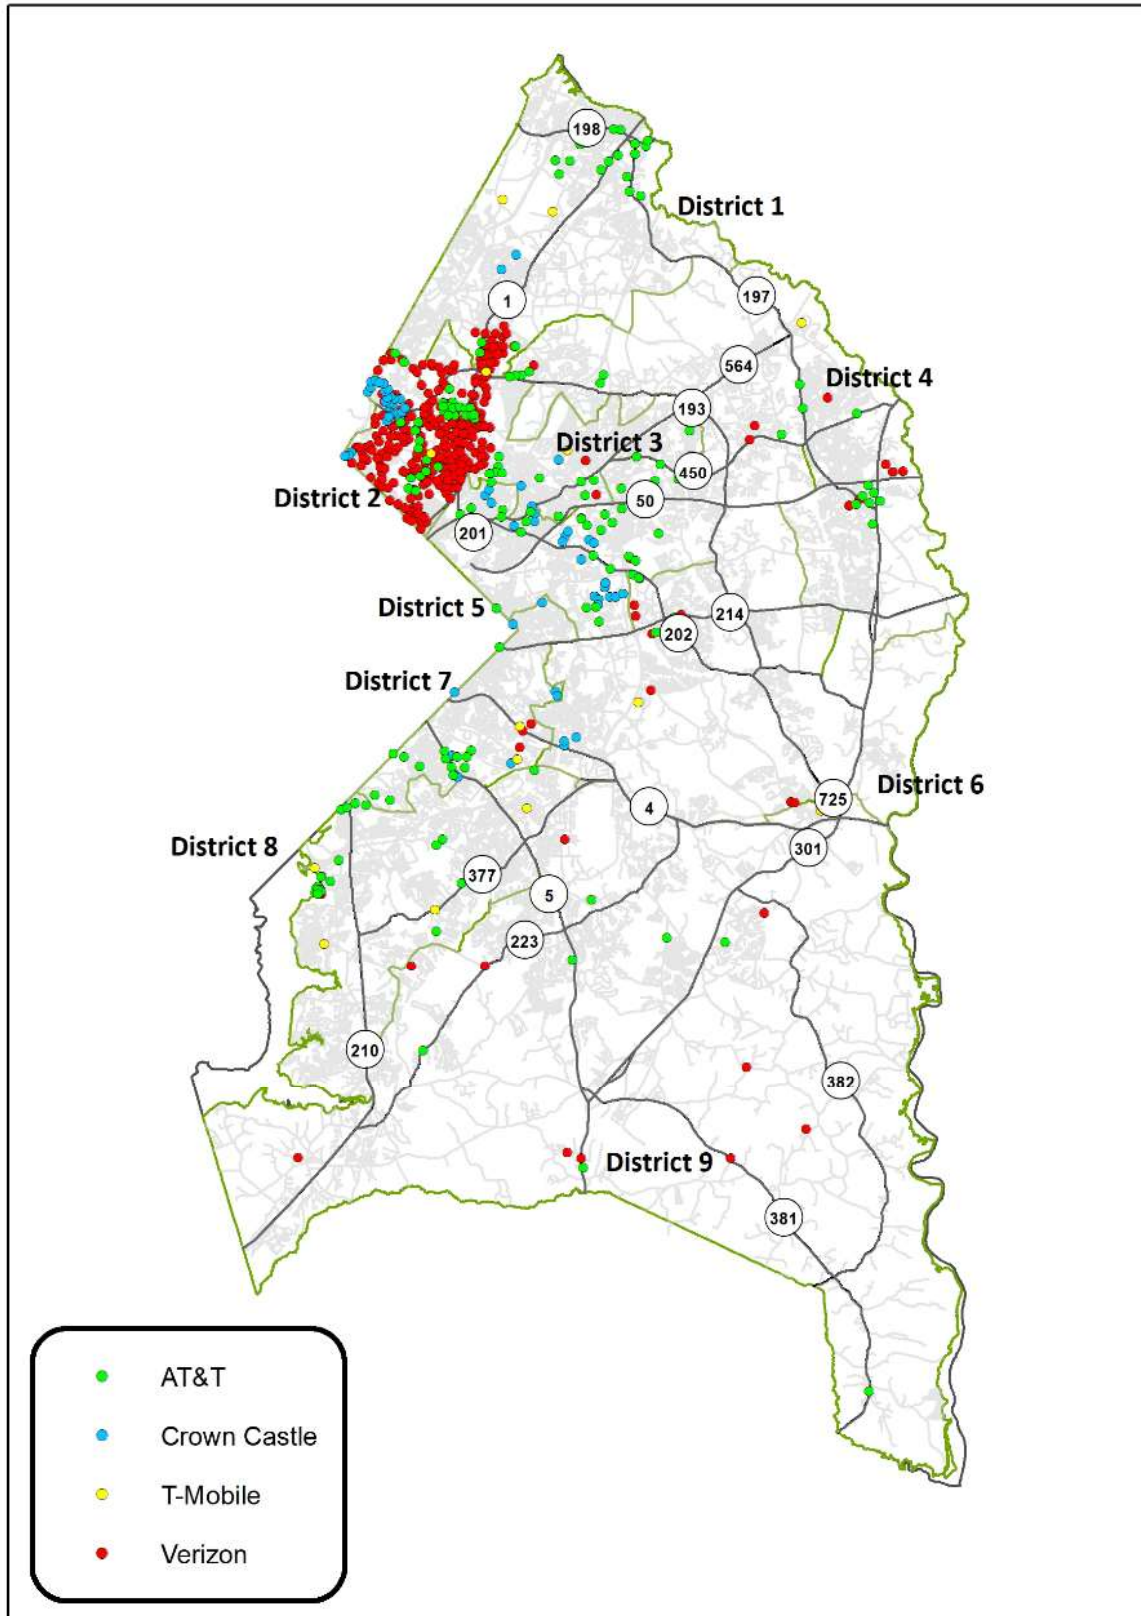 198
District 1
197
1
564
District 4
193
District 3
450
District 2
50
201
District 5
214
202
District 7
District 6
725
4
301
District 8
377
5
223
210
382
District 9
381
AT&T
Crown Castle
T-Mobile
Verizon